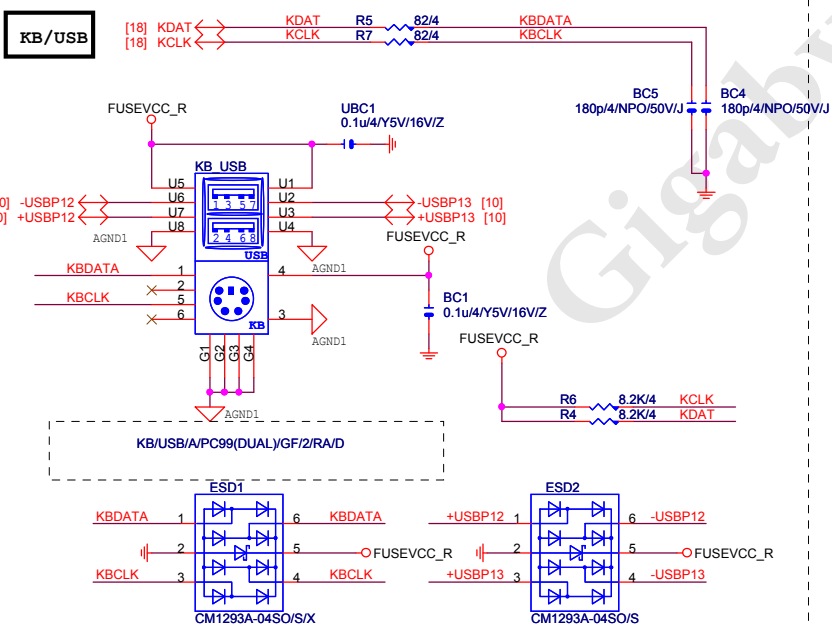 KB/USB
[18] KDAT KDAT R5 82/4 KBDATA
[18] KCLK KCLK R7 82/4 KBCLK
BC5 BC4
180p/4/NPO/50V/J 180p/4/NPO/50V/J
FUSEVCC_R UBC1
0.1u/4/Y5V/16V/Z
KB_USB
U5 U1
0] -USBP12 U6 U2 -USBP13 [10]
0] +USBP12 U7 U3 +USBP13 [10]
U8 U4
1 3 5 7
2 4 6 8
USB
AGND1 FUSEVCC_R
AGND1
KBDATA 1 4
2
KBCLK 5
6 3
KB
AGND1
BC1
0.1u/4/Y5V/16V/Z
G1 G2 G3 G4
AGND1
FUSEVCC_R
R6 8.2K/4 KCLK
R4 8.2K/4 KDAT
KB/USB/A/PC99(DUAL)/GF/2/RA/D
ESD1
KBDATA 1 6 KBDATA
2 5 FUSEVCC_R
KBCLK 3 4 KBCLK
CM1293A-04SO/S/X
ESD2
+USBP12 1 6 -USBP12
2 5 FUSEVCC_R
+USBP13 3 4 -USBP13
CM1293A-04SO/S
Gigaby